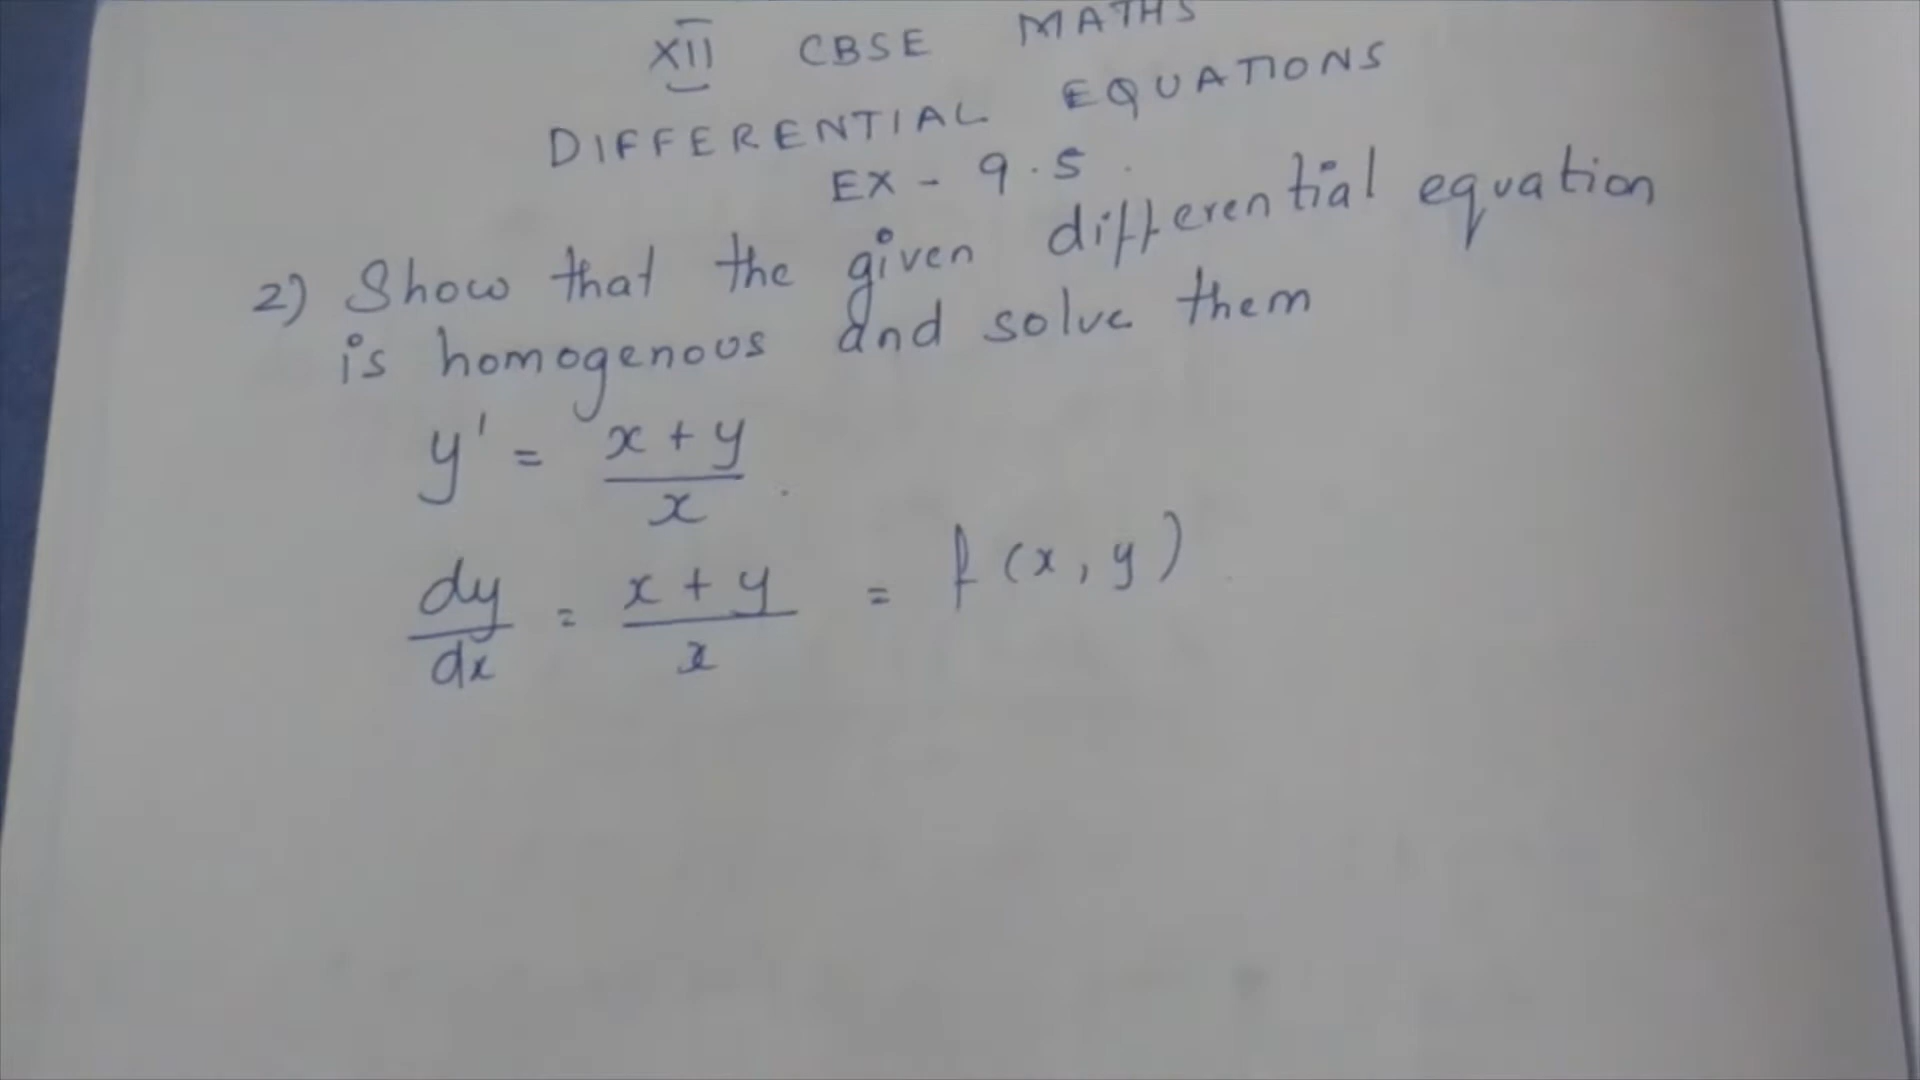 XII CBSE MATHS
DIFFERENTIAL EQUATIONS
EX - 9.5.
2) Show that the given differential equation
is homogenous and solve them
y' = x + y / x .
dy/dx = x + y / x = f (x, y)